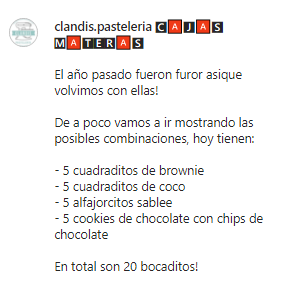 clandis.pasteleria 🅲🅰🅹🅰🆂
🅼🅰🆃🅴🆁🅰🆂
El año pasado fueron furor asique
volvimos con ellas!
De a poco vamos a ir mostrando las
posibles combinaciones, hoy tienen:
- 5 cuadraditos de brownie
- 5 cuadraditos de coco
- 5 alfajorcitos sablee
- 5 cookies de chocolate con chips de
chocolate
En total son 20 bocaditos!